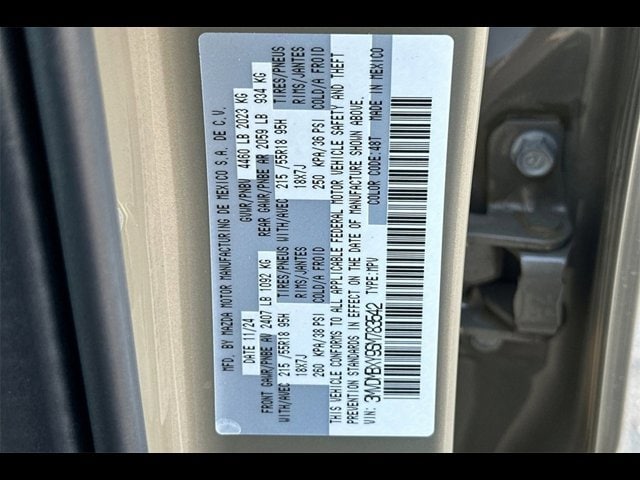 MFD. BY MAZDA MOTOR MANUFACTURING DE MEXICO S.A. DE C.V.
DATE 11/24 GVWR/PNBV 4460 LB 2023 KG
FRONT GAWR/PNBE AV 2407 LB 1092 KG REAR GAWR/PNBE AR 2059 LB 934 KG
WITH/AVEC 215 /55R18 95H TIRES/PNEUS WITH/AVEC 215 /55R18 95H TIRES/PNEUS
18X7J RIMS/JANTES 18X7J RIMS/JANTES
260 KPA/38 PSI COLD/A FROID 250 KPA/36 PSI COLD/A FROID
THIS VEHICLE CONFORMS TO ALL APPLICABLE FEDERAL MOTOR VEHICLE SAFETY AND THEFT
PREVENTION STANDARDS IN EFFECT ON THE DATE OF MANUFACTURE SHOWN ABOVE.
VIN: TYPE:MPV COLOR CODE:48T MADE IN MEXICO